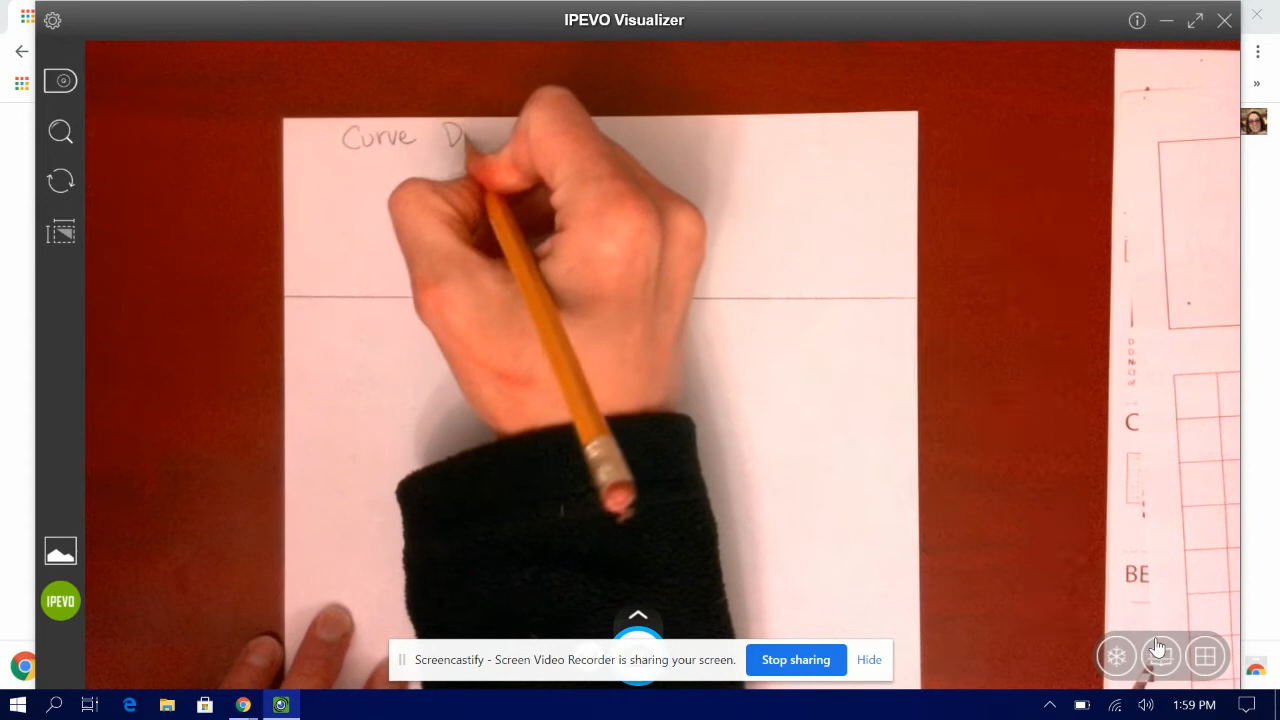 IPEVO Visualizer
Curve D
C
BE
IPEVO
Screencastify - Screen Video Recorder is sharing your screen.
Stop sharing
Hide
1:59 PM